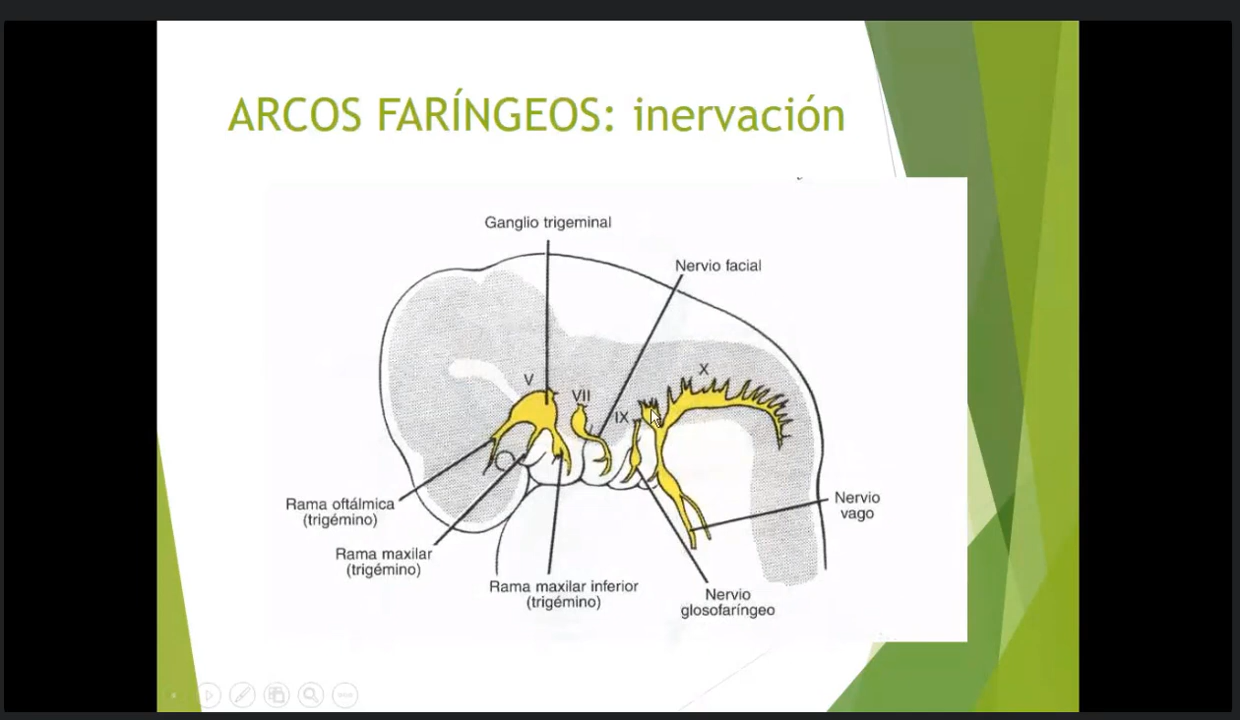 ARCOS FARÍNGEOS: inervación
Ganglio trigeminal
Nervio facial
V
VII
IX
X
Rama oftálmica
(trigémino)
Rama maxilar
(trigémino)
Rama maxilar inferior
(trigémino)
Nervio
glosofaríngeo
Nervio
vago